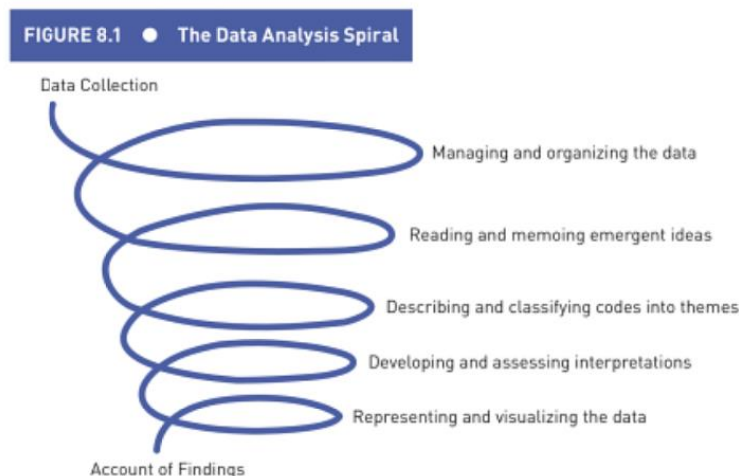 FIGURE 8.1 ● The Data Analysis Spiral
Data Collection
Managing and organizing the data
Reading and memoing emergent ideas
Describing and classifying codes into themes
Developing and assessing interpretations
Representing and visualizing the data
Account of Findings